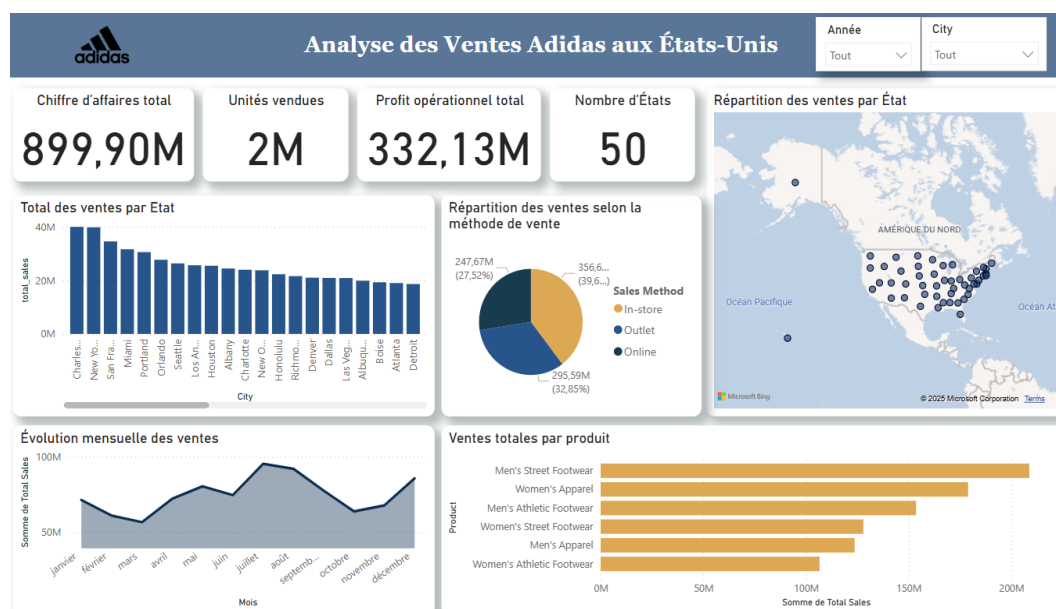 adidas
Analyse des Ventes Adidas aux États-Unis
Année
Tout
City
Tout
Chiffre d'affaires total
899,90M
Unités vendues
2M
Profit opérationnel total
332,13M
Nombre d'États
50
Répartition des ventes par État
AMÉRIQUE DU NORD
Océan Pacifique
Océan At
Microsoft Bing
© 2025 Microsoft Corporation Terms
Total des ventes par Etat
total_sales
40M
20M
0M
Charles...
New Yo...
San Fra...
Miami
Portland
Orlando
Seattle
Los An...
Houston
Albany
Charlotte
New O...
Honolulu
Richmo...
Denver
Dallas
Las Veg...
Albuqu...
Boise
Atlanta
Detroit
City
Répartition des ventes selon la
méthode de vente
247,67M
(27,52%)
356,6...
(39,6...)
295,59M
(32,85%)
Sales Method
In-store
Outlet
Online
Évolution mensuelle des ventes
Somme de Total Sales
100M
50M
janvier
février
mars
avril
mai
juin
juillet
août
septemb...
octobre
novembre
décembre
Mois
Ventes totales par produit
Product
Men's Street Footwear
Women's Apparel
Men's Athletic Footwear
Women's Street Footwear
Men's Apparel
Women's Athletic Footwear
0M
50M
100M
150M
200M
Somme de Total Sales